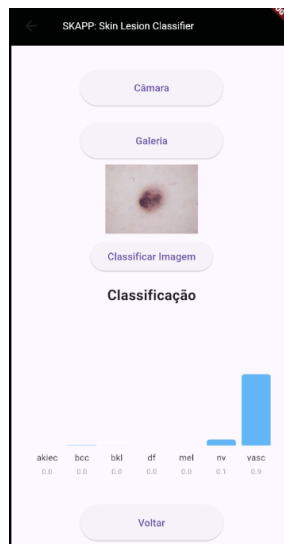 SKAPP: Skin Lesion Classifier
Câmara
Galeria
Classificar Imagem
Classificação
akiec bcc bkl df mel nv vasc
0.0 0.0 0.0 0.0 0.0 0.1 0.9
Voltar